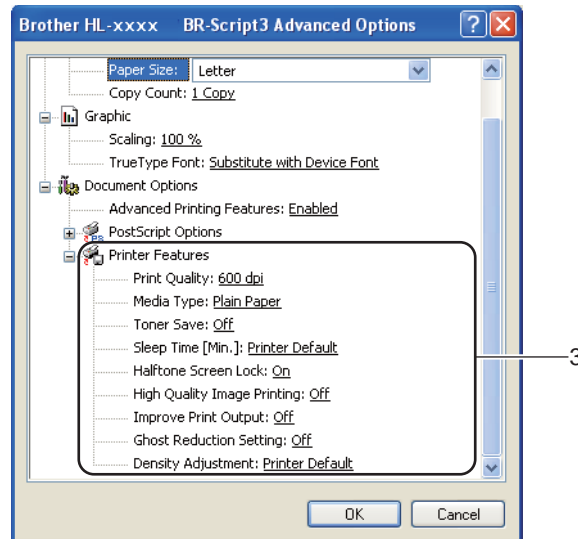 Brother HL-xxxx BR-Script3 Advanced Options
Paper Size: Letter
Copy Count: 1 Copy
Graphic
Scaling: 100 %
TrueType Font: Substitute with Device Font
Document Options
Advanced Printing Features: Enabled
PostScript Options
Printer Features
Print Quality: 600 dpi
Media Type: Plain Paper
Toner Save: Off
Sleep Time [Min.]: Printer Default
3
Halftone Screen Lock: On
High Quality Image Printing: Off
Improve Print Output: Off
Ghost Reduction Setting: Off
Density Adjustment: Printer Default
OK Cancel